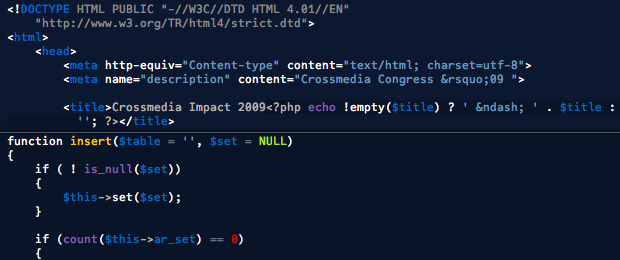 <!DOCTYPE HTML PUBLIC "-//W3C//DTD HTML 4.01//EN"
"http://www.w3.org/TR/html4/strict.dtd">
<html>
<head>
<meta http-equiv="Content-type" content="text/html; charset=utf-8">
<meta name="description" content="Crossmedia Congress &rsquo;09 ">
<title>Crossmedia Impact 2009<?php echo !empty($title) ? ' &ndash; ' . $title :
''; ?></title>
function insert($table = '', $set = NULL)
{
if ( ! is_null($set))
{
$this->set($set);
}
if (count($this->ar_set) == 0)
{